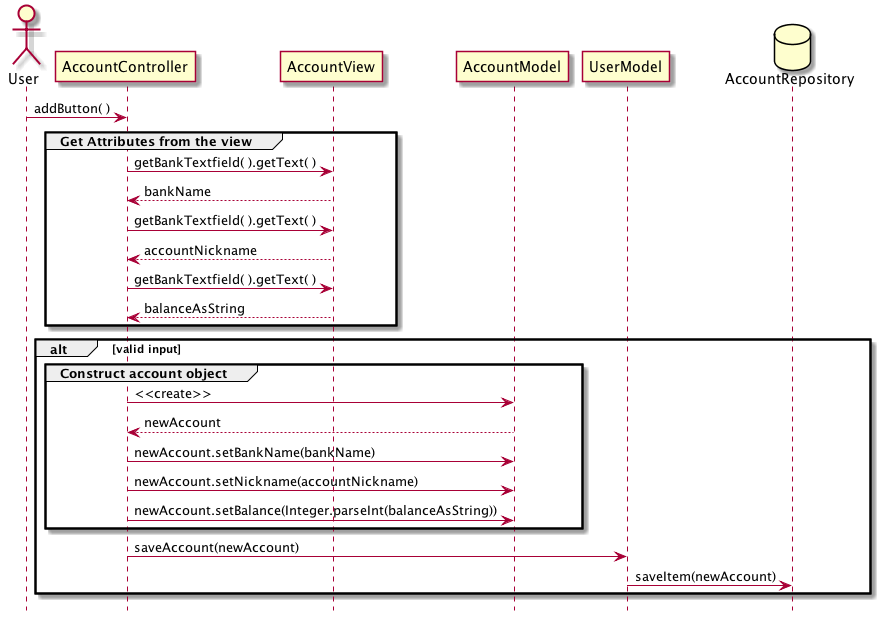 User
AccountController
AccountView
AccountModel
UserModel
AccountRepository
addButton( )
Get Attributes from the view
getBankTextfield( ).getText( )
bankName
getBankTextfield( ).getText( )
accountNickname
getBankTextfield( ).getText( )
balanceAsString
alt [valid input]
Construct account object
<<create>>
newAccount
newAccount.setBankName(bankName)
newAccount.setNickname(accountNickname)
newAccount.setBalance(Integer.parseInt(balanceAsString))
saveAccount(newAccount)
saveItem(newAccount)